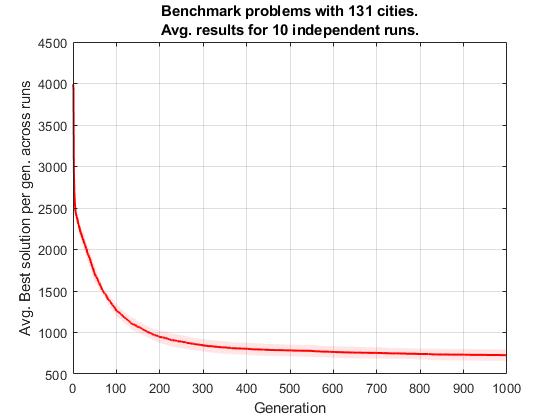 Benchmark problems with 131 cities.
Avg. results for 10 independent runs.
Avg. Best solution per gen. across runs
4500
4000
3500
3000
2500
2000
1500
1000
500
0 100 200 300 400 500 600 700 800 900 1000
Generation